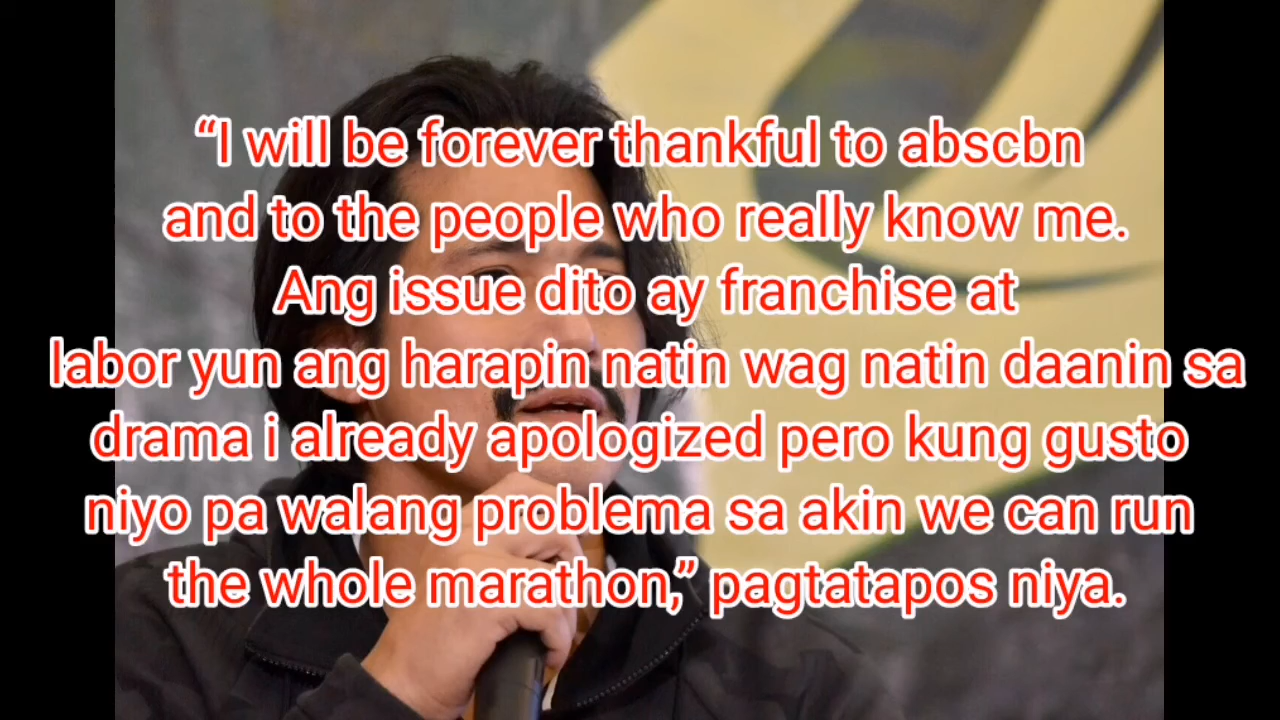 “I will be forever thankful to abscbn
and to the people who really know me.
Ang issue dito ay franchise at
labor yun ang harapin natin wag natin daanin sa
drama i already apologized pero kung gusto
niyo pa walang problema sa akin we can run
the whole marathon,” pagtatapos niya.